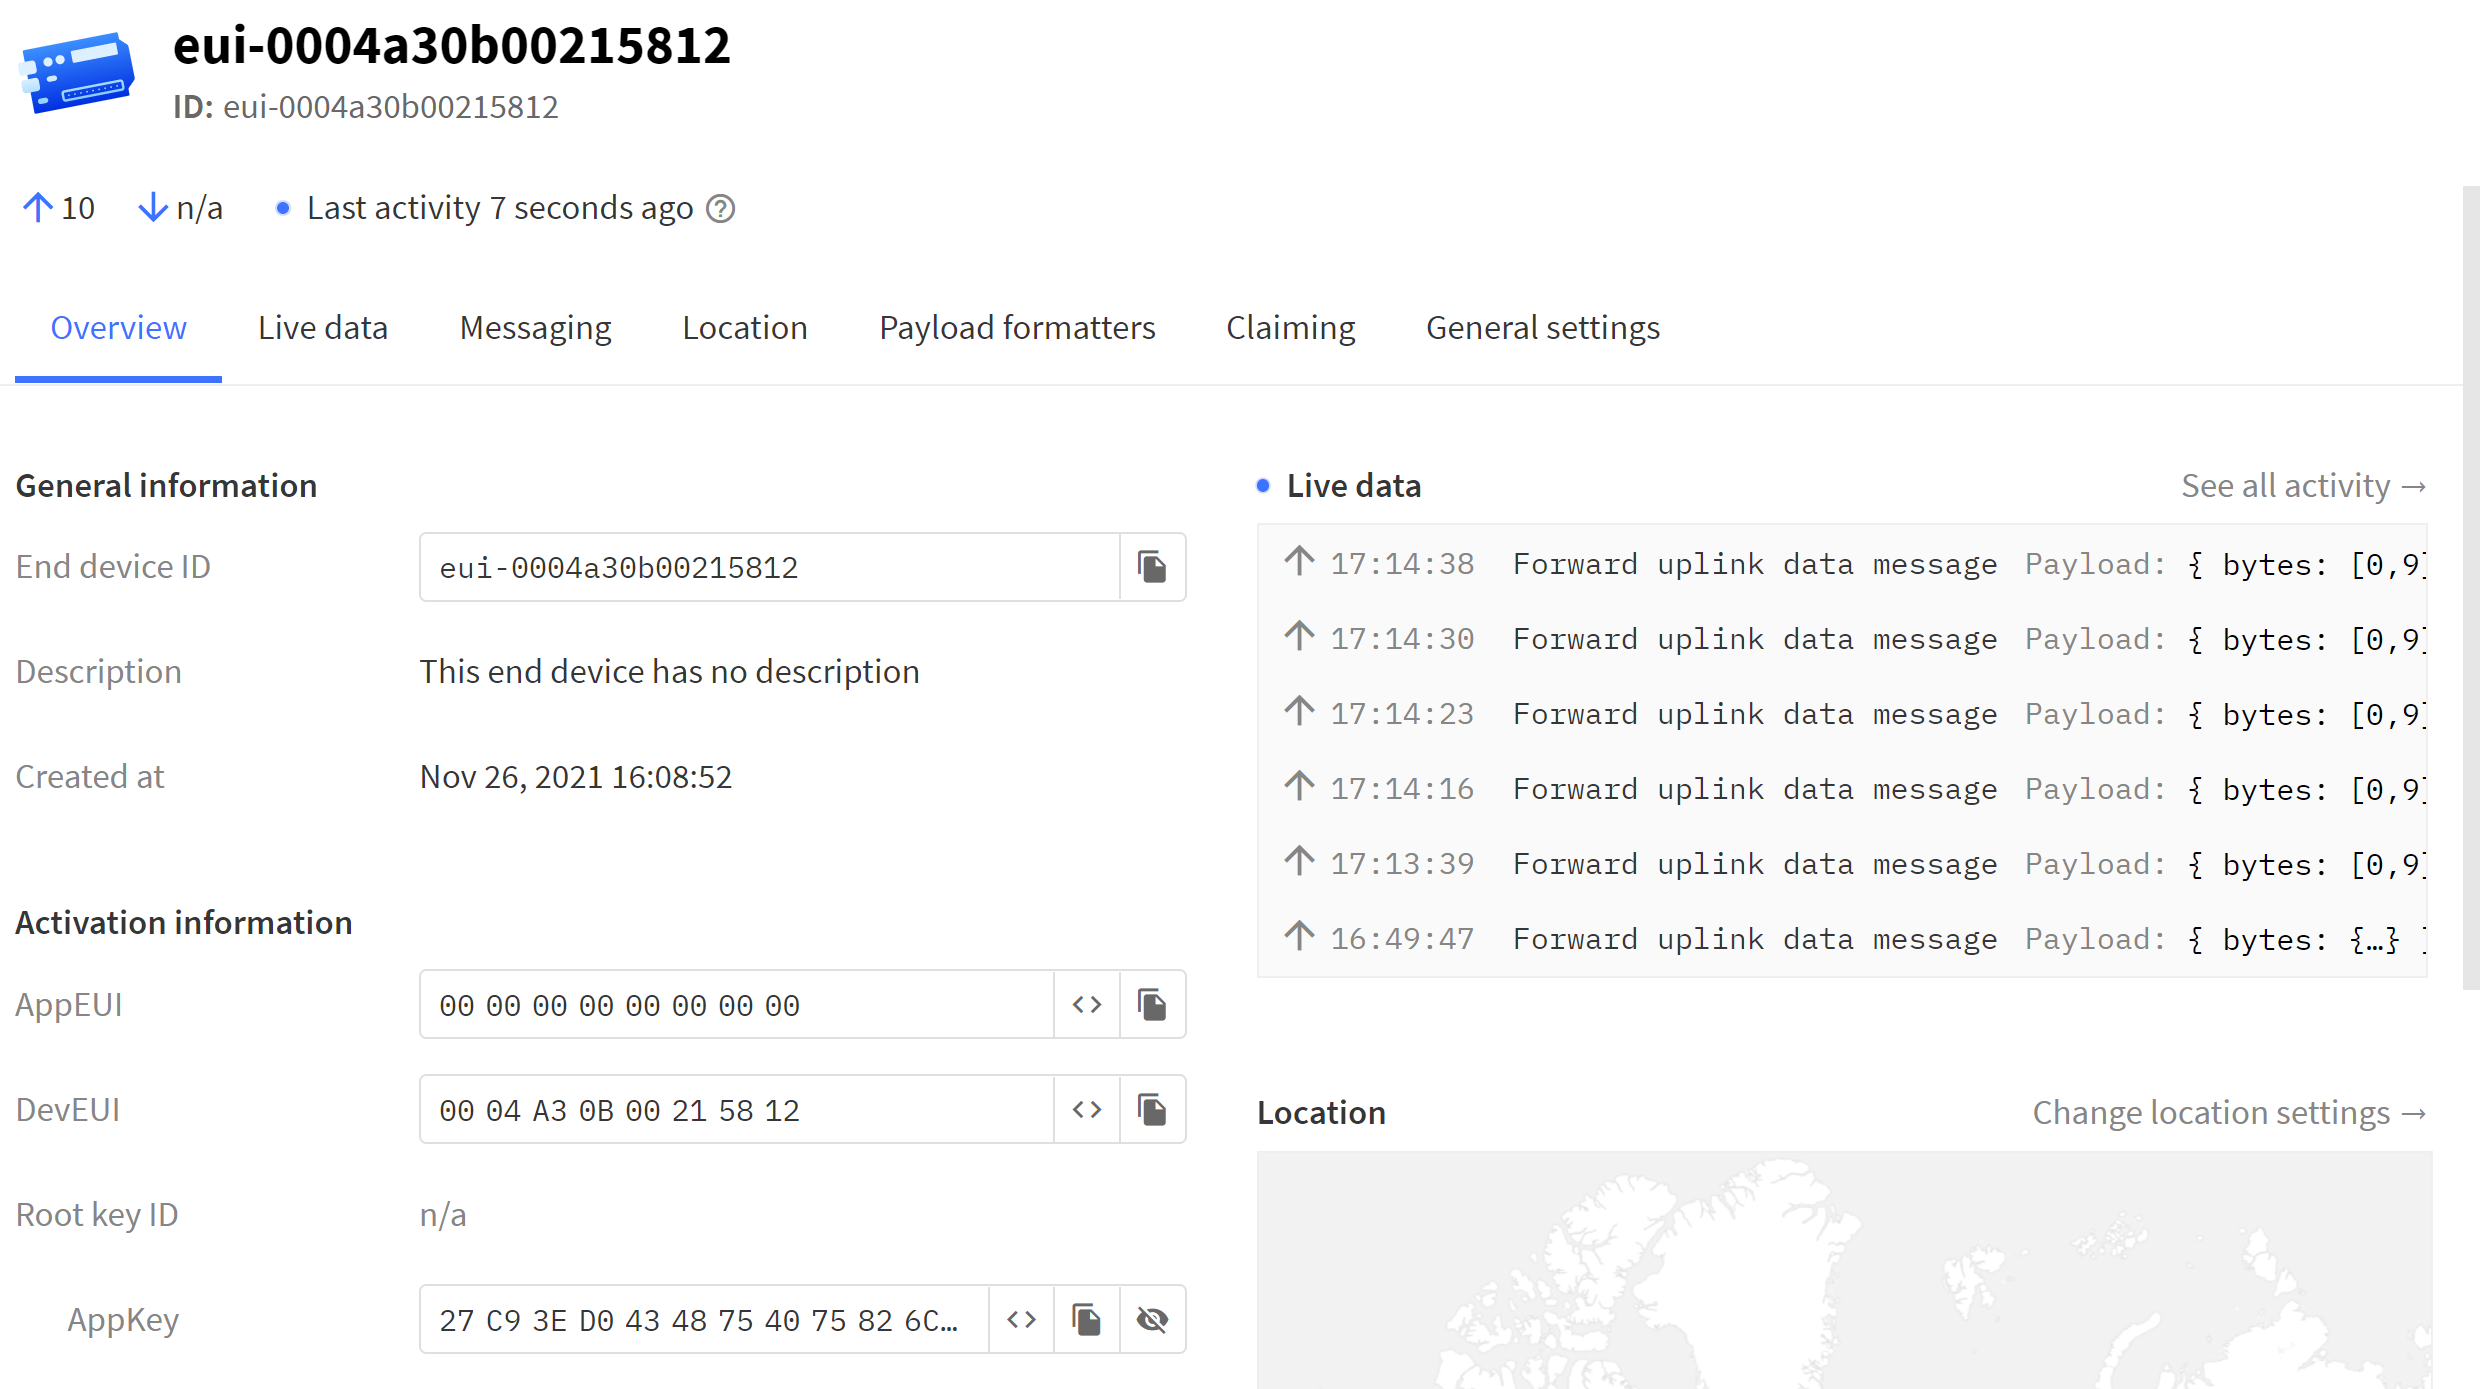 eui-0004a30b00215812
ID: eui-0004a30b00215812
10 n/a Last activity 7 seconds ago
Overview Live data Messaging Location Payload formatters Claiming General settings
General information
End device ID eui-0004a30b00215812
Description This end device has no description
Created at Nov 26, 2021 16:08:52
Activation information
AppEUI 00 00 00 00 00 00 00 00
DevEUI 00 04 A3 0B 00 21 58 12
Root key ID n/a
AppKey 27 C9 3E D0 43 48 75 40 75 82 6C…
Live data See all activity →
17:14:38 Forward uplink data message Payload: { bytes: [0,9]
17:14:30 Forward uplink data message Payload: { bytes: [0,9]
17:14:23 Forward uplink data message Payload: { bytes: [0,9]
17:14:16 Forward uplink data message Payload: { bytes: [0,9]
17:13:39 Forward uplink data message Payload: { bytes: [0,9]
16:49:47 Forward uplink data message Payload: { bytes: {…}
Location Change location settings →